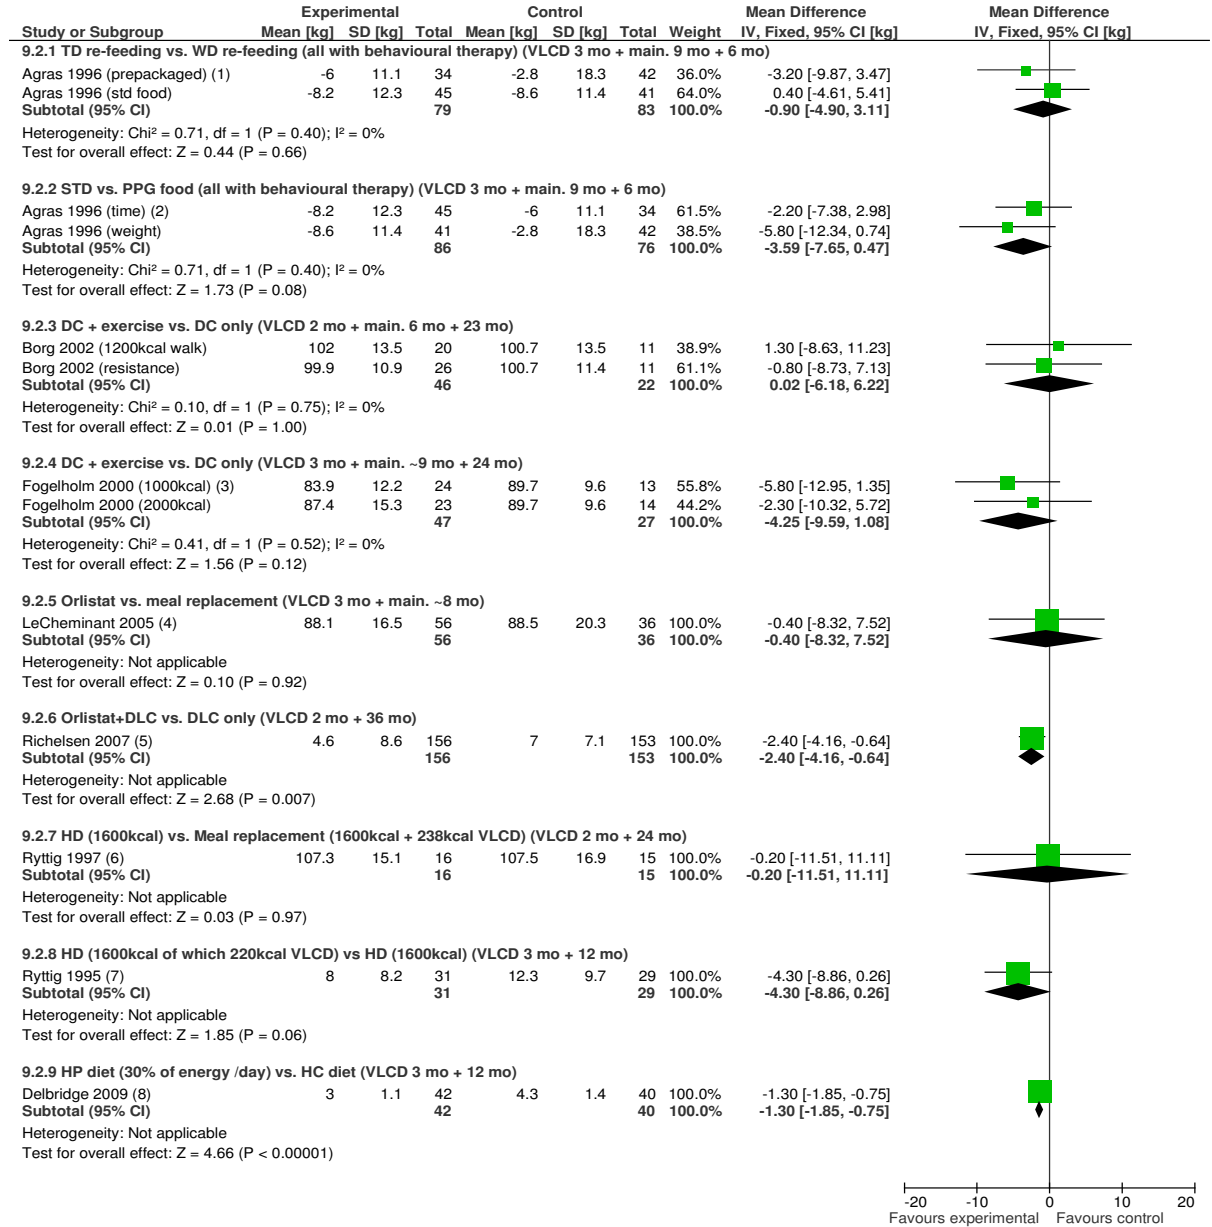 Experimental Control Mean Difference Mean Difference
Study or Subgroup Mean [kg] SD [kg] Total Mean [kg] SD [kg] Total Weight IV, Fixed, 95% CI [kg] IV, Fixed, 95% CI [kg]
9.2.1 TD re-feeding vs. WD re-feeding (all with behavioural therapy) (VLCD 3 mo + main. 9 mo + 6 mo)
Agras 1996 (prepackaged) (1) -6 11.1 34 -2.8 18.3 42 36.0% -3.20 [-9.87, 3.47]
Agras 1996 (std food) -8.2 12.3 45 -8.6 11.4 41 64.0% 0.40 [-4.61, 5.41]
Subtotal (95% CI) 79 83 100.0% -0.90 [-4.90, 3.11]
Heterogeneity: Chi² = 0.71, df = 1 (P = 0.40); I² = 0%
Test for overall effect: Z = 0.44 (P = 0.66)
9.2.2 STD vs. PPG food (all with behavioural therapy) (VLCD 3 mo + main. 9 mo + 6 mo)
Agras 1996 (time) (2) -8.2 12.3 45 -6 11.1 34 61.5% -2.20 [-7.38, 2.98]
Agras 1996 (weight) -8.6 11.4 41 -2.8 18.3 42 38.5% -5.80 [-12.34, 0.74]
Subtotal (95% CI) 86 76 100.0% -3.59 [-7.65, 0.47]
Heterogeneity: Chi² = 0.71, df = 1 (P = 0.40); I² = 0%
Test for overall effect: Z = 1.73 (P = 0.08)
9.2.3 DC + exercise vs. DC only (VLCD 2 mo + main. 6 mo + 23 mo)
Borg 2002 (1200kcal walk) 102 13.5 20 100.7 13.5 11 38.9% 1.30 [-8.63, 11.23]
Borg 2002 (resistance) 99.9 10.9 26 100.7 11.4 11 61.1% -0.80 [-8.73, 7.13]
Subtotal (95% CI) 46 22 100.0% 0.02 [-6.18, 6.22]
Heterogeneity: Chi² = 0.10, df = 1 (P = 0.75); I² = 0%
Test for overall effect: Z = 0.01 (P = 1.00)
9.2.4 DC + exercise vs. DC only (VLCD 3 mo + main. ~9 mo + 24 mo)
Fogelholm 2000 (1000kcal) (3) 83.9 12.2 24 89.7 9.6 13 55.8% -5.80 [-12.95, 1.35]
Fogelholm 2000 (2000kcal) 87.4 15.3 23 89.7 9.6 14 44.2% -2.30 [-10.32, 5.72]
Subtotal (95% CI) 47 27 100.0% -4.25 [-9.59, 1.08]
Heterogeneity: Chi² = 0.41, df = 1 (P = 0.52); I² = 0%
Test for overall effect: Z = 1.56 (P = 0.12)
9.2.5 Orlistat vs. meal replacement (VLCD 3 mo + main. ~8 mo)
LeCheminant 2005 (4) 88.1 16.5 56 88.5 20.3 36 100.0% -0.40 [-8.32, 7.52]
Subtotal (95% CI) 56 36 100.0% -0.40 [-8.32, 7.52]
Heterogeneity: Not applicable
Test for overall effect: Z = 0.10 (P = 0.92)
9.2.6 Orlistat+DLC vs. DLC only (VLCD 2 mo + 36 mo)
Richelsen 2007 (5) 4.6 8.6 156 7 7.1 153 100.0% -2.40 [-4.16, -0.64]
Subtotal (95% CI) 156 153 100.0% -2.40 [-4.16, -0.64]
Heterogeneity: Not applicable
Test for overall effect: Z = 2.68 (P = 0.007)
9.2.7 HD (1600kcal) vs. Meal replacement (1600kcal + 238kcal VLCD) (VLCD 2 mo + 24 mo)
Ryttig 1997 (6) 107.3 15.1 16 107.5 16.9 15 100.0% -0.20 [-11.51, 11.11]
Subtotal (95% CI) 16 15 100.0% -0.20 [-11.51, 11.11]
Heterogeneity: Not applicable
Test for overall effect: Z = 0.03 (P = 0.97)
9.2.8 HD (1600kcal of which 220kcal VLCD) vs HD (1600kcal) (VLCD 3 mo + 12 mo)
Ryttig 1995 (7) 8 8.2 31 12.3 9.7 29 100.0% -4.30 [-8.86, 0.26]
Subtotal (95% CI) 31 29 100.0% -4.30 [-8.86, 0.26]
Heterogeneity: Not applicable
Test for overall effect: Z = 1.85 (P = 0.06)
9.2.9 HP diet (30% of energy /day) vs. HC diet (VLCD 3 mo + 12 mo)
Delbridge 2009 (8) 3 1.1 42 4.3 1.4 40 100.0% -1.30 [-1.85, -0.75]
Subtotal (95% CI) 42 40 100.0% -1.30 [-1.85, -0.75]
Heterogeneity: Not applicable
Test for overall effect: Z = 4.66 (P < 0.00001)
-20 -10 0 10 20
Favours experimental Favours control